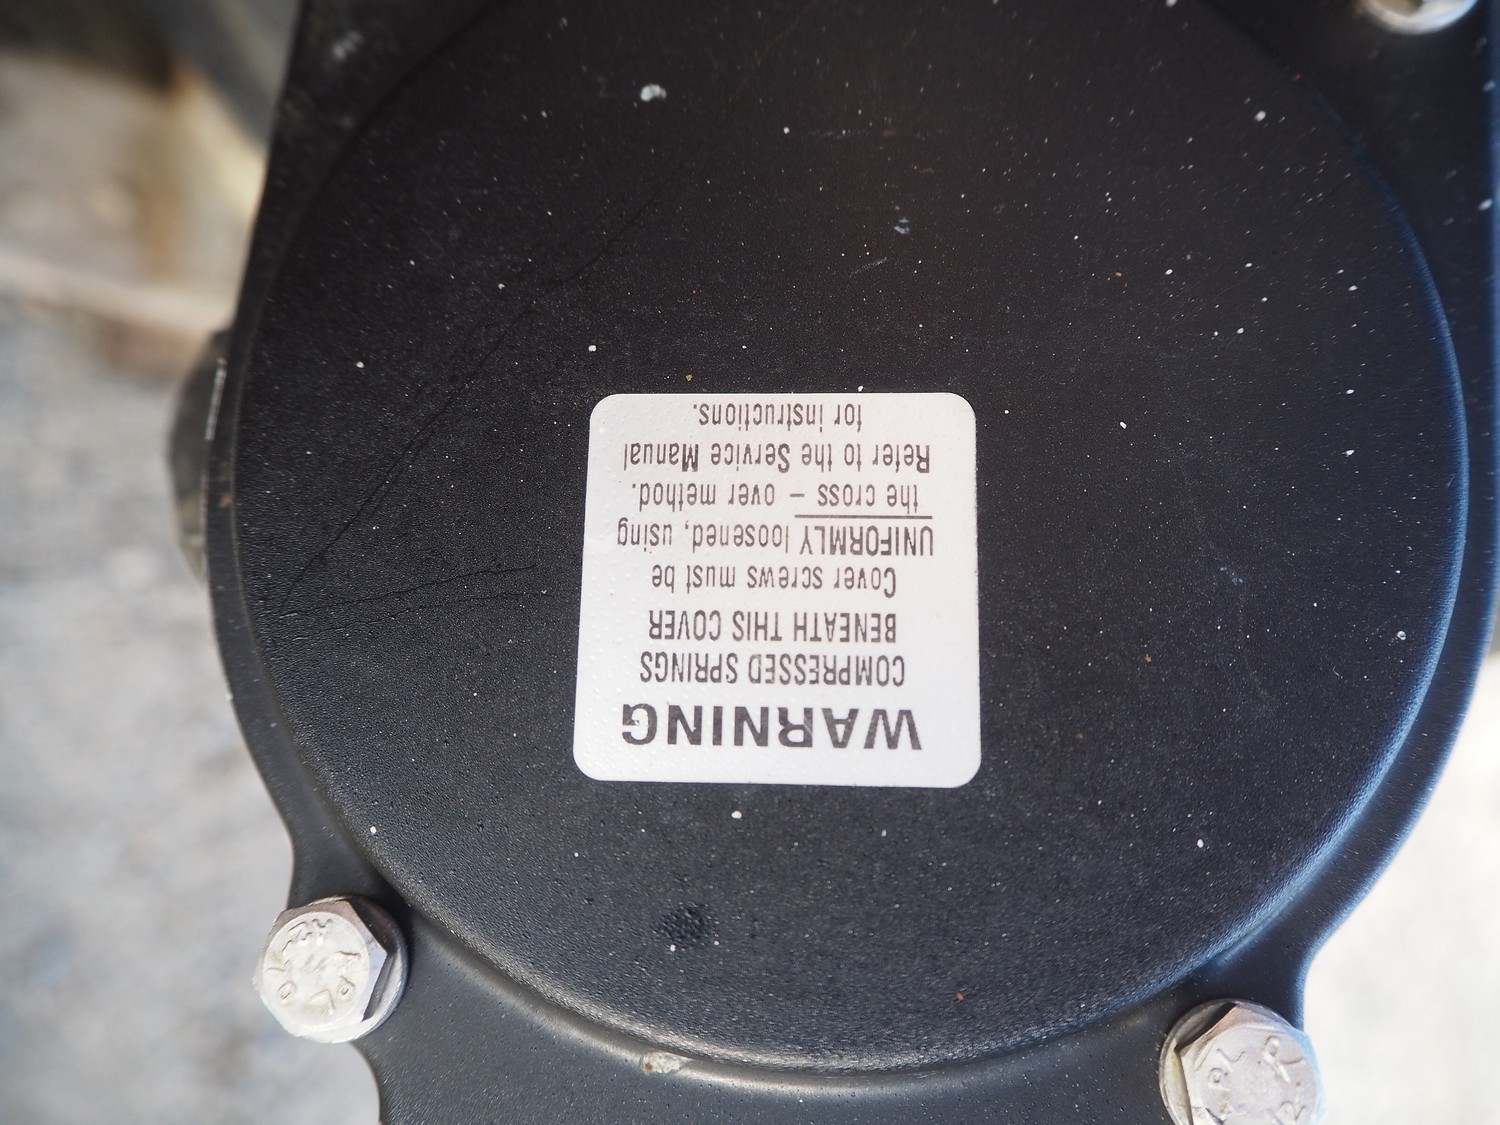 WARNING
COMPRESSED SPRINGS
BENEATH THIS COVER
Cover screws must be
UNIFORMLY loosened, using
the cross - over method.
Refer to the Service Manual
for instructions.